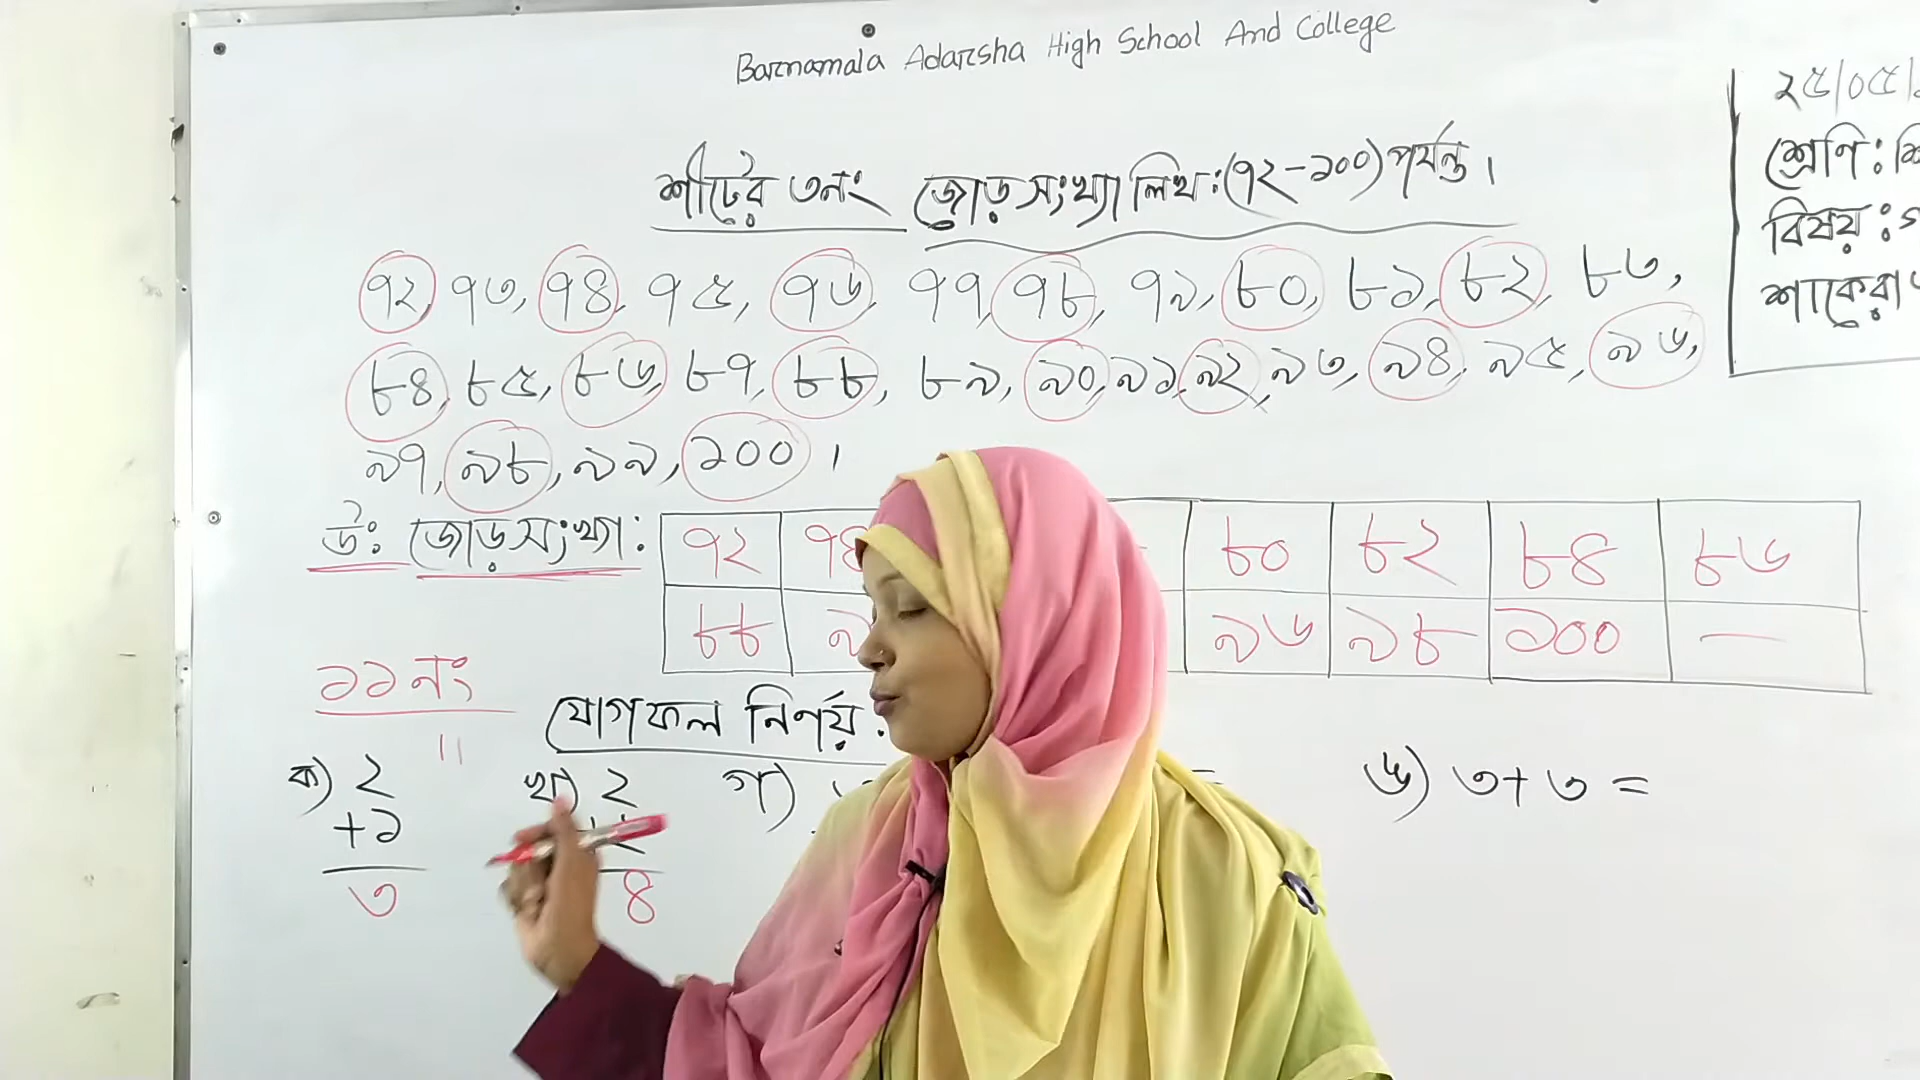 Barnamala Adarsha High School And College
২৫/০৫/
শ্রেণি:
বিষয়:
শাকেরা
শীটের ৩নং জোড় সংখ্যা লিখ:(৭২-১০০) পর্যন্ত।
৭২, ৭৩, ৭৪, ৭৫, ৭৬, ৭৭, ৭৮, ৭৯, ৮০, ৮১, ৮২, ৮৩,
৮৪, ৮৫, ৮৬, ৮৭, ৮৮, ৮৯, ৯০, ৯১, ৯২, ৯৩, ৯৪, ৯৫, ৯৬,
৯৭, ৯৮, ৯৯, ১০০।
উঃ জোড় সংখ্যা: ৭২ ৭৪ ৮০ ৮২ ৮৪ ৮৬
৮৮ ৯৬ ৯৮ ১০০ —
১১নং
যোগফল নির্ণয়:
ক) ২ খ) ২ গ) ঙ) ৩+৩ =
+১ +২
৩ ৪